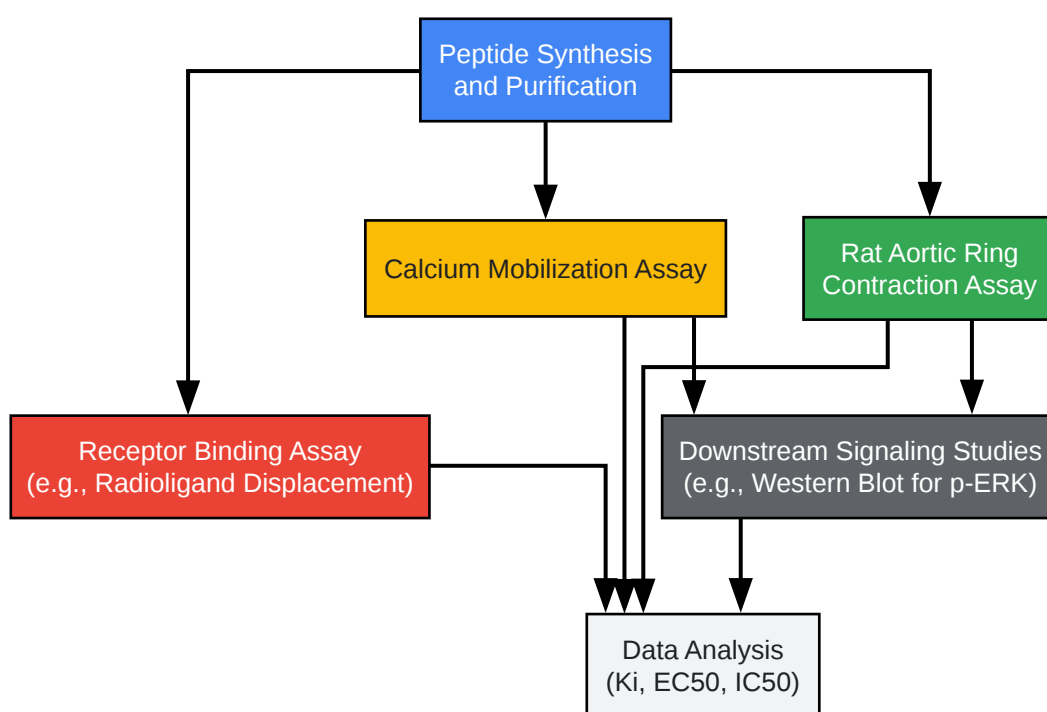 Peptide Synthesis
and Purification
Calcium Mobilization Assay
Rat Aortic Ring
Contraction Assay
Receptor Binding Assay
(e.g., Radioligand Displacement)
Downstream Signaling Studies
(e.g., Western Blot for p-ERK)
Data Analysis
(Ki, EC50, IC50)